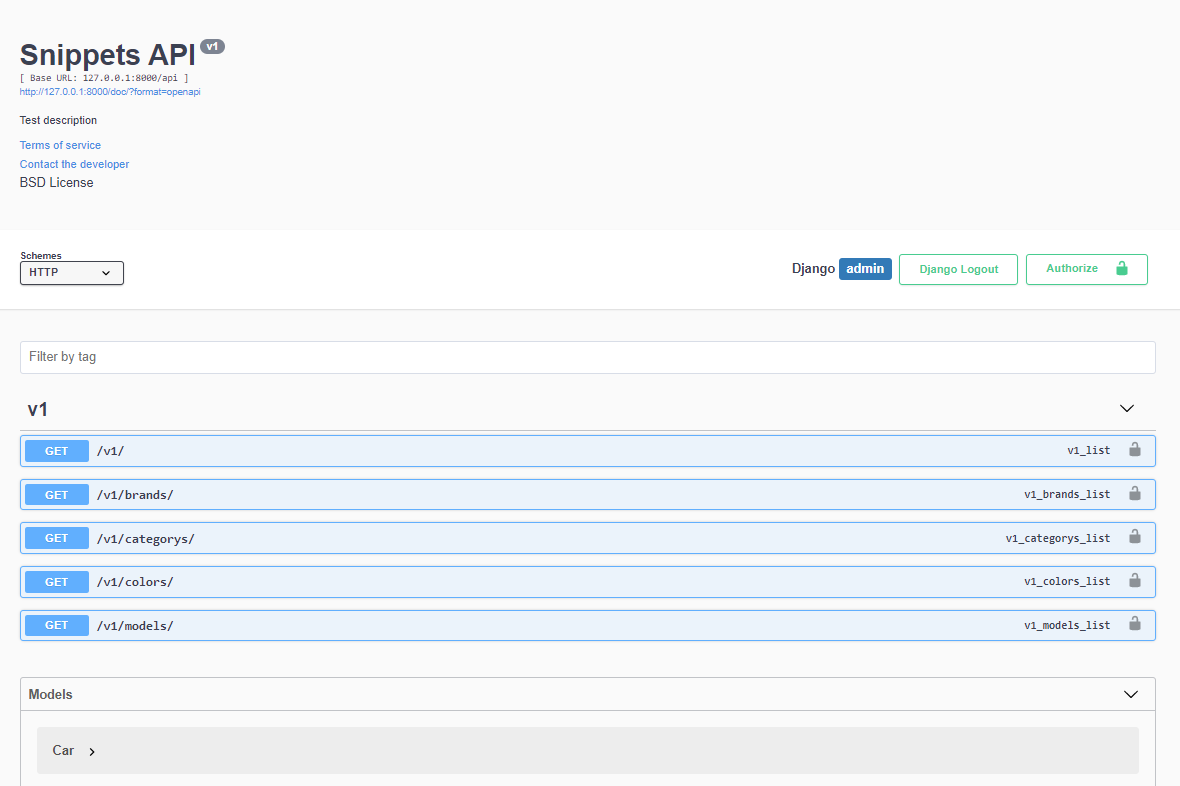 Snippets API v1
[ Base URL: 127.0.0.1:8000/api ]
http://127.0.0.1:8000/doc/?format=openapi
Test description
Terms of service
Contact the developer
BSD License
Schemes
HTTP
Django admin Django Logout Authorize
Filter by tag
v1
GET /v1/ v1_list
GET /v1/brands/ v1_brands_list
GET /v1/categorys/ v1_categorys_list
GET /v1/colors/ v1_colors_list
GET /v1/models/ v1_models_list
Models
Car